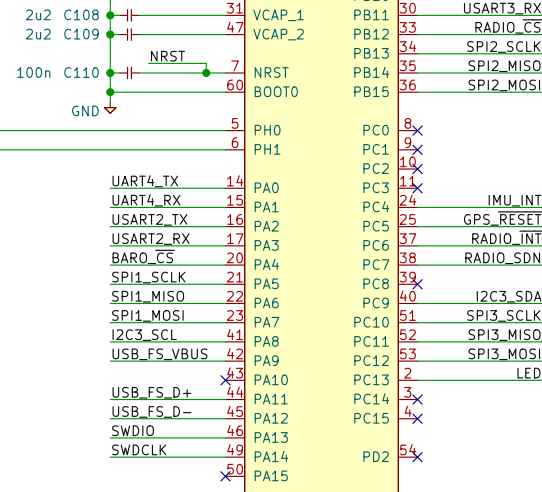 2u2 C108 31 VCAP_1
2u2 C109 47 VCAP_2
NRST
100n C110 7 NRST
60 BOOT0
GND
5 PH0
6 PH1
UART4_TX 14 PA0
UART4_RX 15 PA1
USART2_TX 16 PA2
USART2_RX 17 PA3
BARO_CS 20 PA4
SPI1_SCLK 21 PA5
SPI1_MISO 22 PA6
SPI1_MOSI 23 PA7
I2C3_SCL 41 PA8
USB_FS_VBUS 42 PA9
43 PA10
USB_FS_D+ 44 PA11
USB_FS_D− 45 PA12
SWDIO 46 PA13
SWDCLK 49 PA14
50 PA15
PB11 30 USART3_RX
PB12 33 RADIO_CS
PB13 34 SPI2_SCLK
PB14 35 SPI2_MISO
PB15 36 SPI2_MOSI
PC0 8
PC1 9
PC2 10
PC3 11
PC4 24 IMU_INT
PC5 25 GPS_RESET
PC6 37 RADIO_INT
PC7 38 RADIO_SDN
PC8 39
PC9 40 I2C3_SDA
PC10 51 SPI3_SCLK
PC11 52 SPI3_MISO
PC12 53 SPI3_MOSI
PC13 2 LED
PC14 3
PC15 4
PD2 54